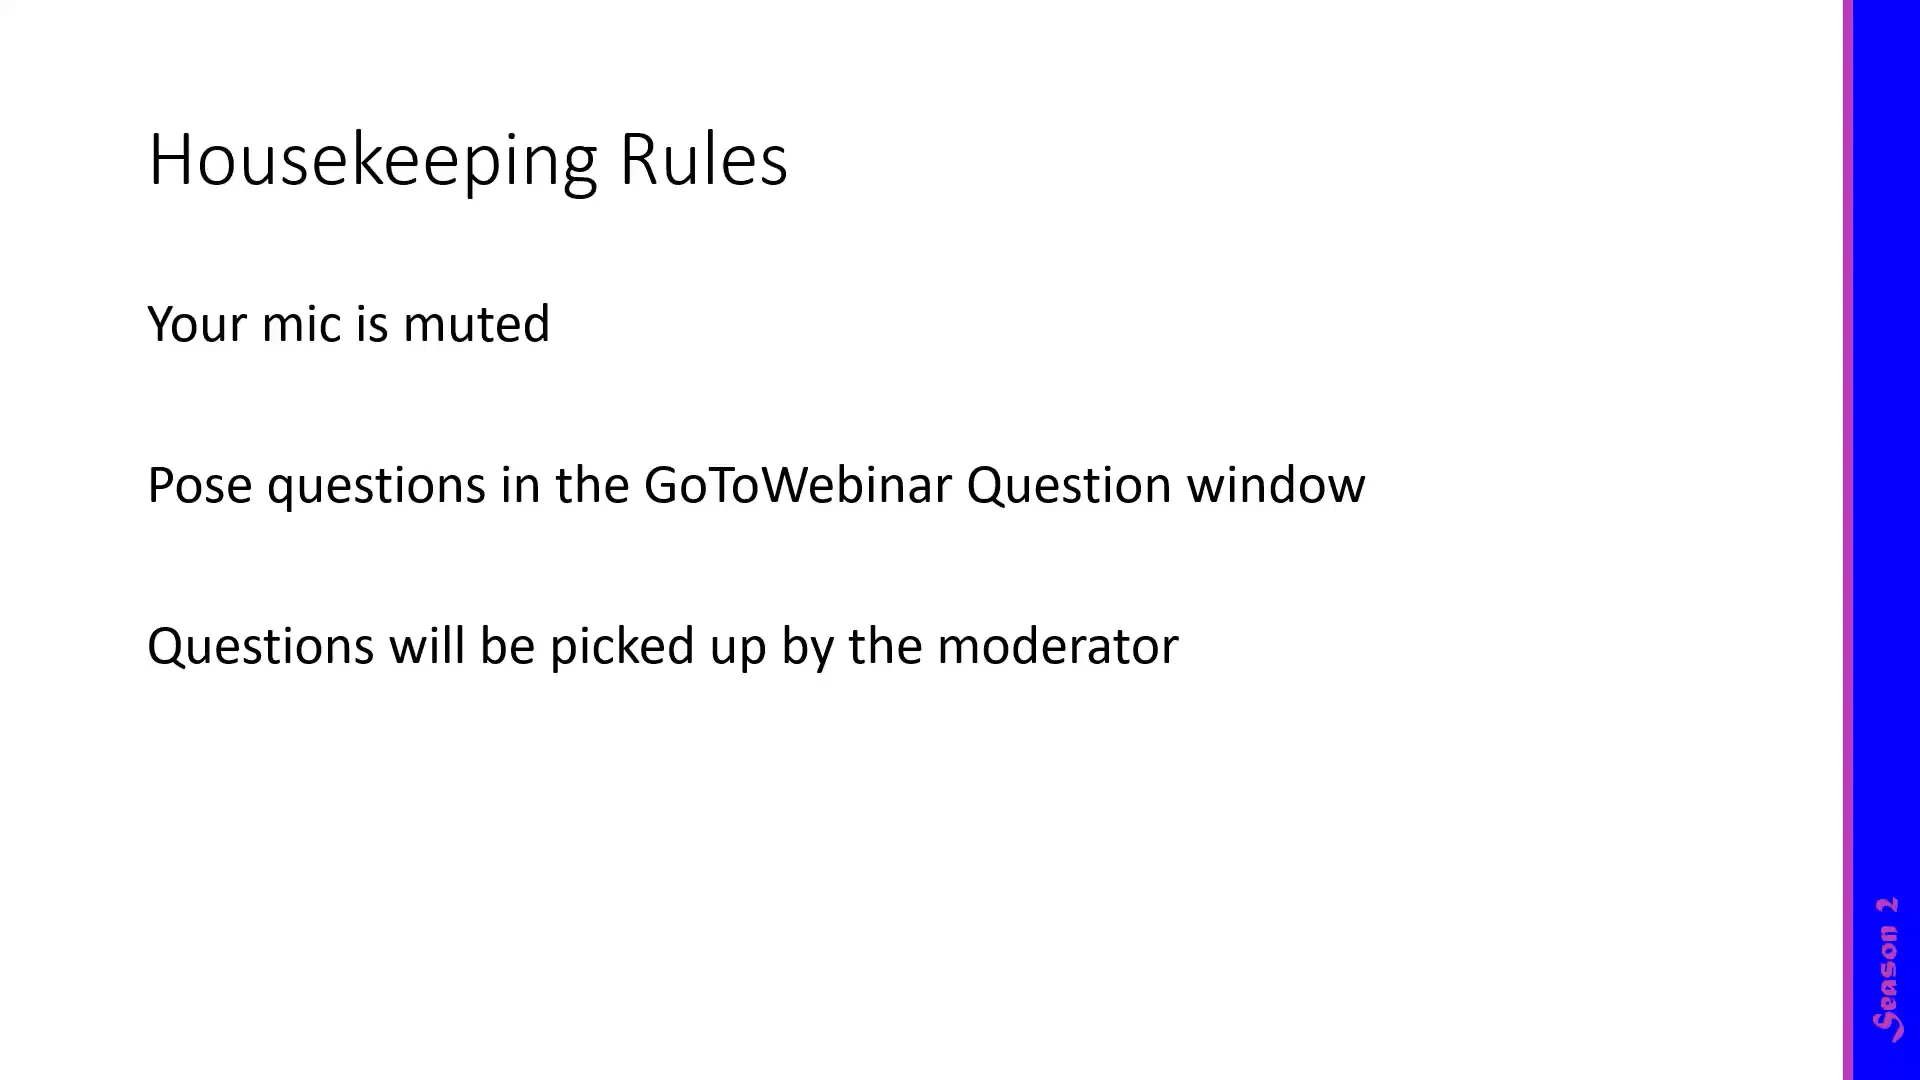 Housekeeping Rules
Your mic is muted
Pose questions in the GoToWebinar Question window
Questions will be picked up by the moderator
Season 2